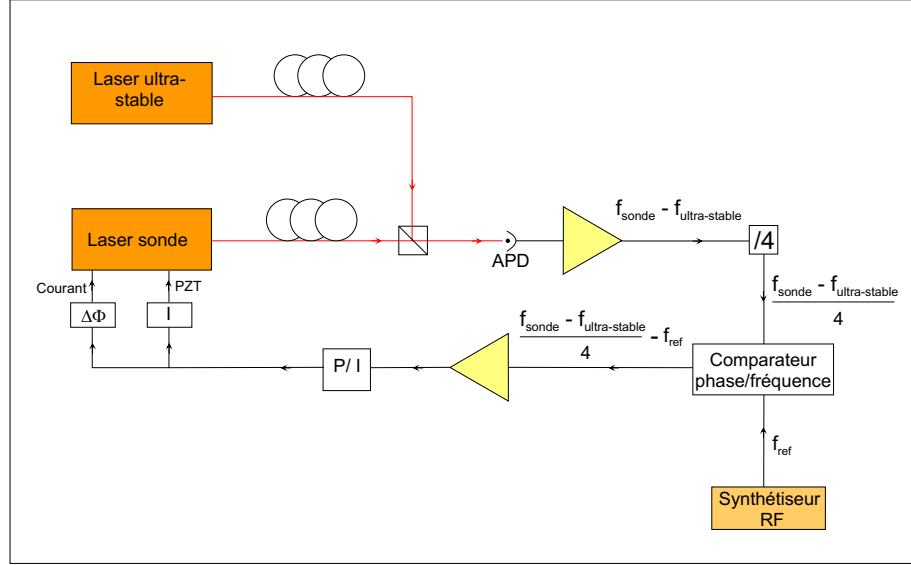 Laser ultra-
stable
f_sonde - f_ultra-stable
/4
Laser sonde
APD
Courant
PZT
ΔΦ
I
f_sonde - f_ultra-stable
4
f_sonde - f_ultra-stable
4
- f_ref
P/ I
Comparateur
phase/fréquence
f_ref
Synthétiseur
RF